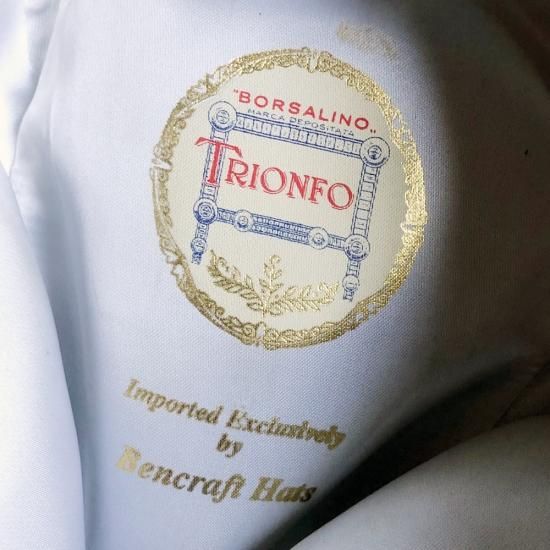 "BORSALINO„
MARCA DEPOSITATA
TRIONFO
Imported Exclusively
by
Bencraft Hats